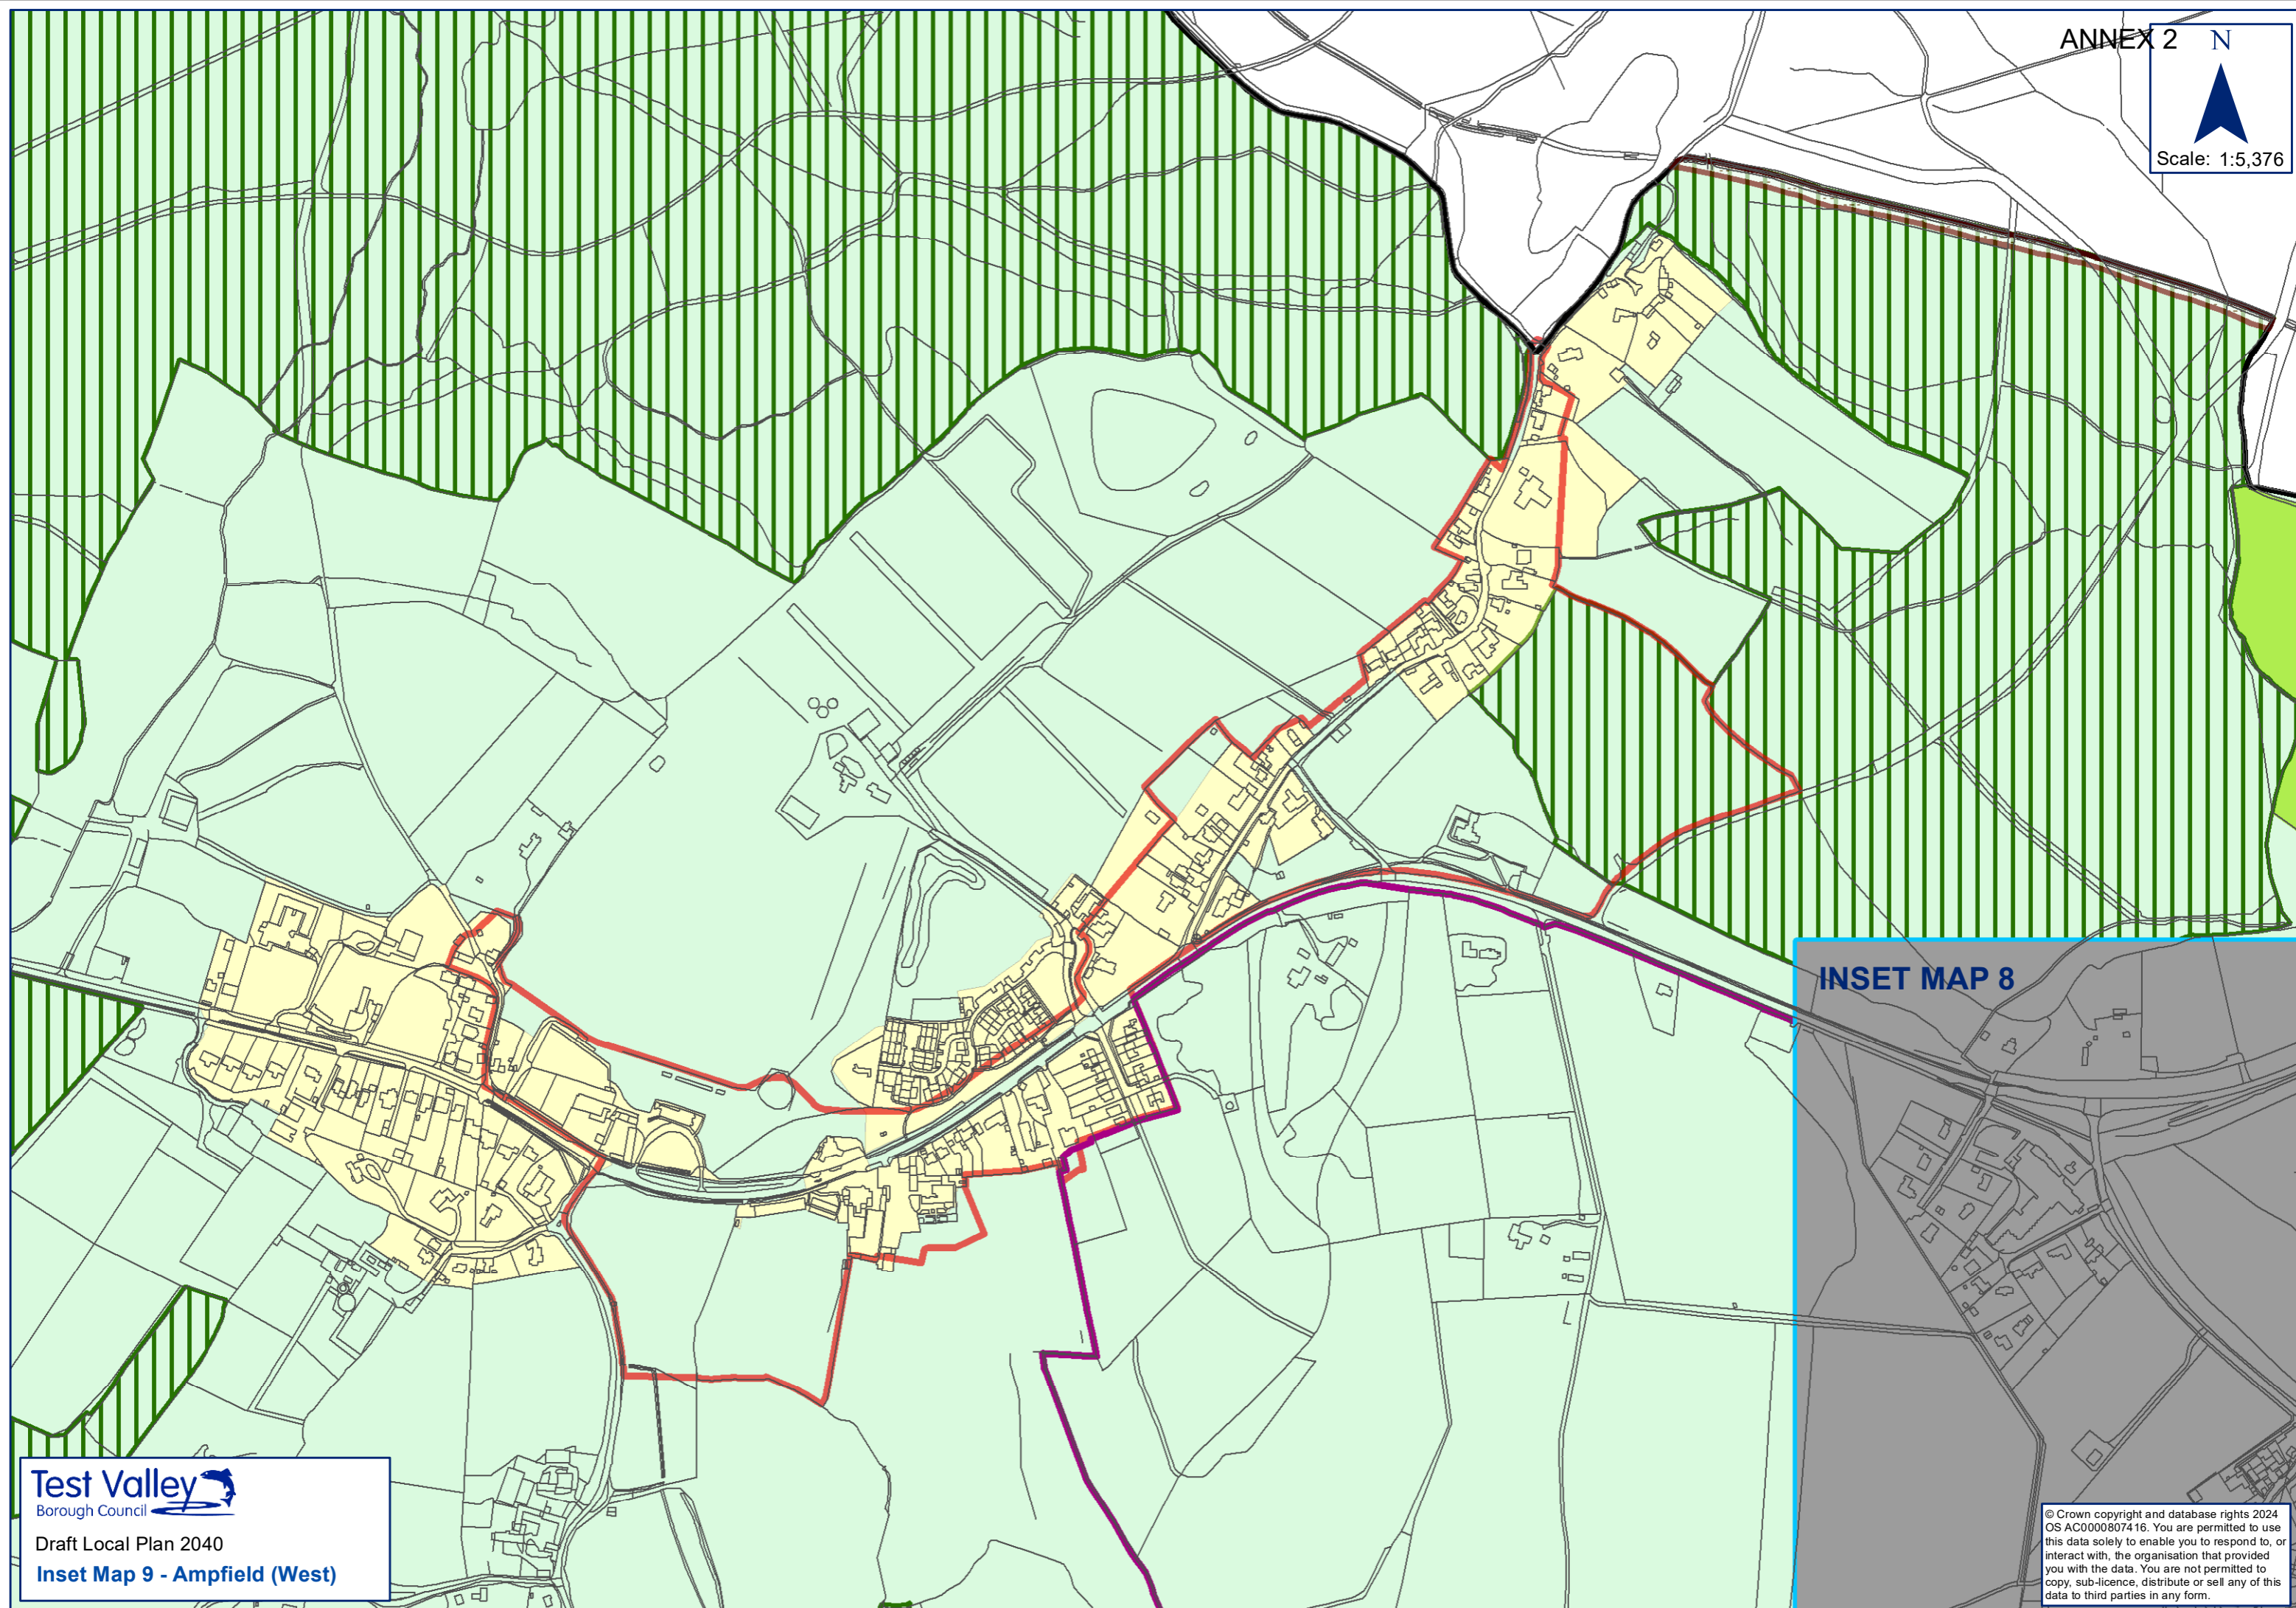 ANNEX 2
N
Scale: 1:5,376
INSET MAP 8
Test Valley
Borough Council
Draft Local Plan 2040
Inset Map 9 - Ampfield (West)
© Crown copyright and database rights 2024
OS AC0000807416. You are permitted to use
this data solely to enable you to respond to, or
interact with, the organisation that provided
you with the data. You are not permitted to
copy, sub-licence, distribute or sell any of this
data to third parties in any form.